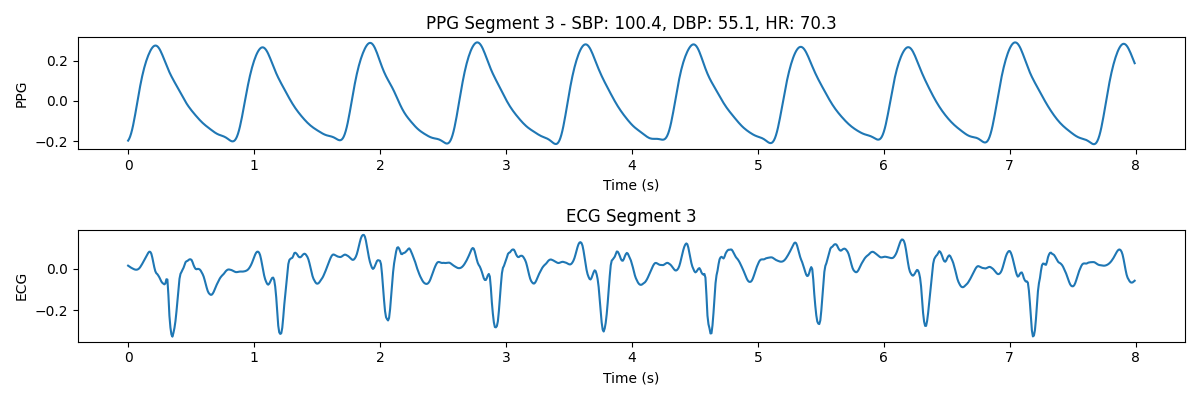 PPG Segment 3 - SBP: 100.4, DBP: 55.1, HR: 70.3
0.2
0.0
−0.2
PPG
0 1 2 3 4 5 6 7 8
Time (s)
ECG Segment 3
0.0
−0.2
ECG
0 1 2 3 4 5 6 7 8
Time (s)